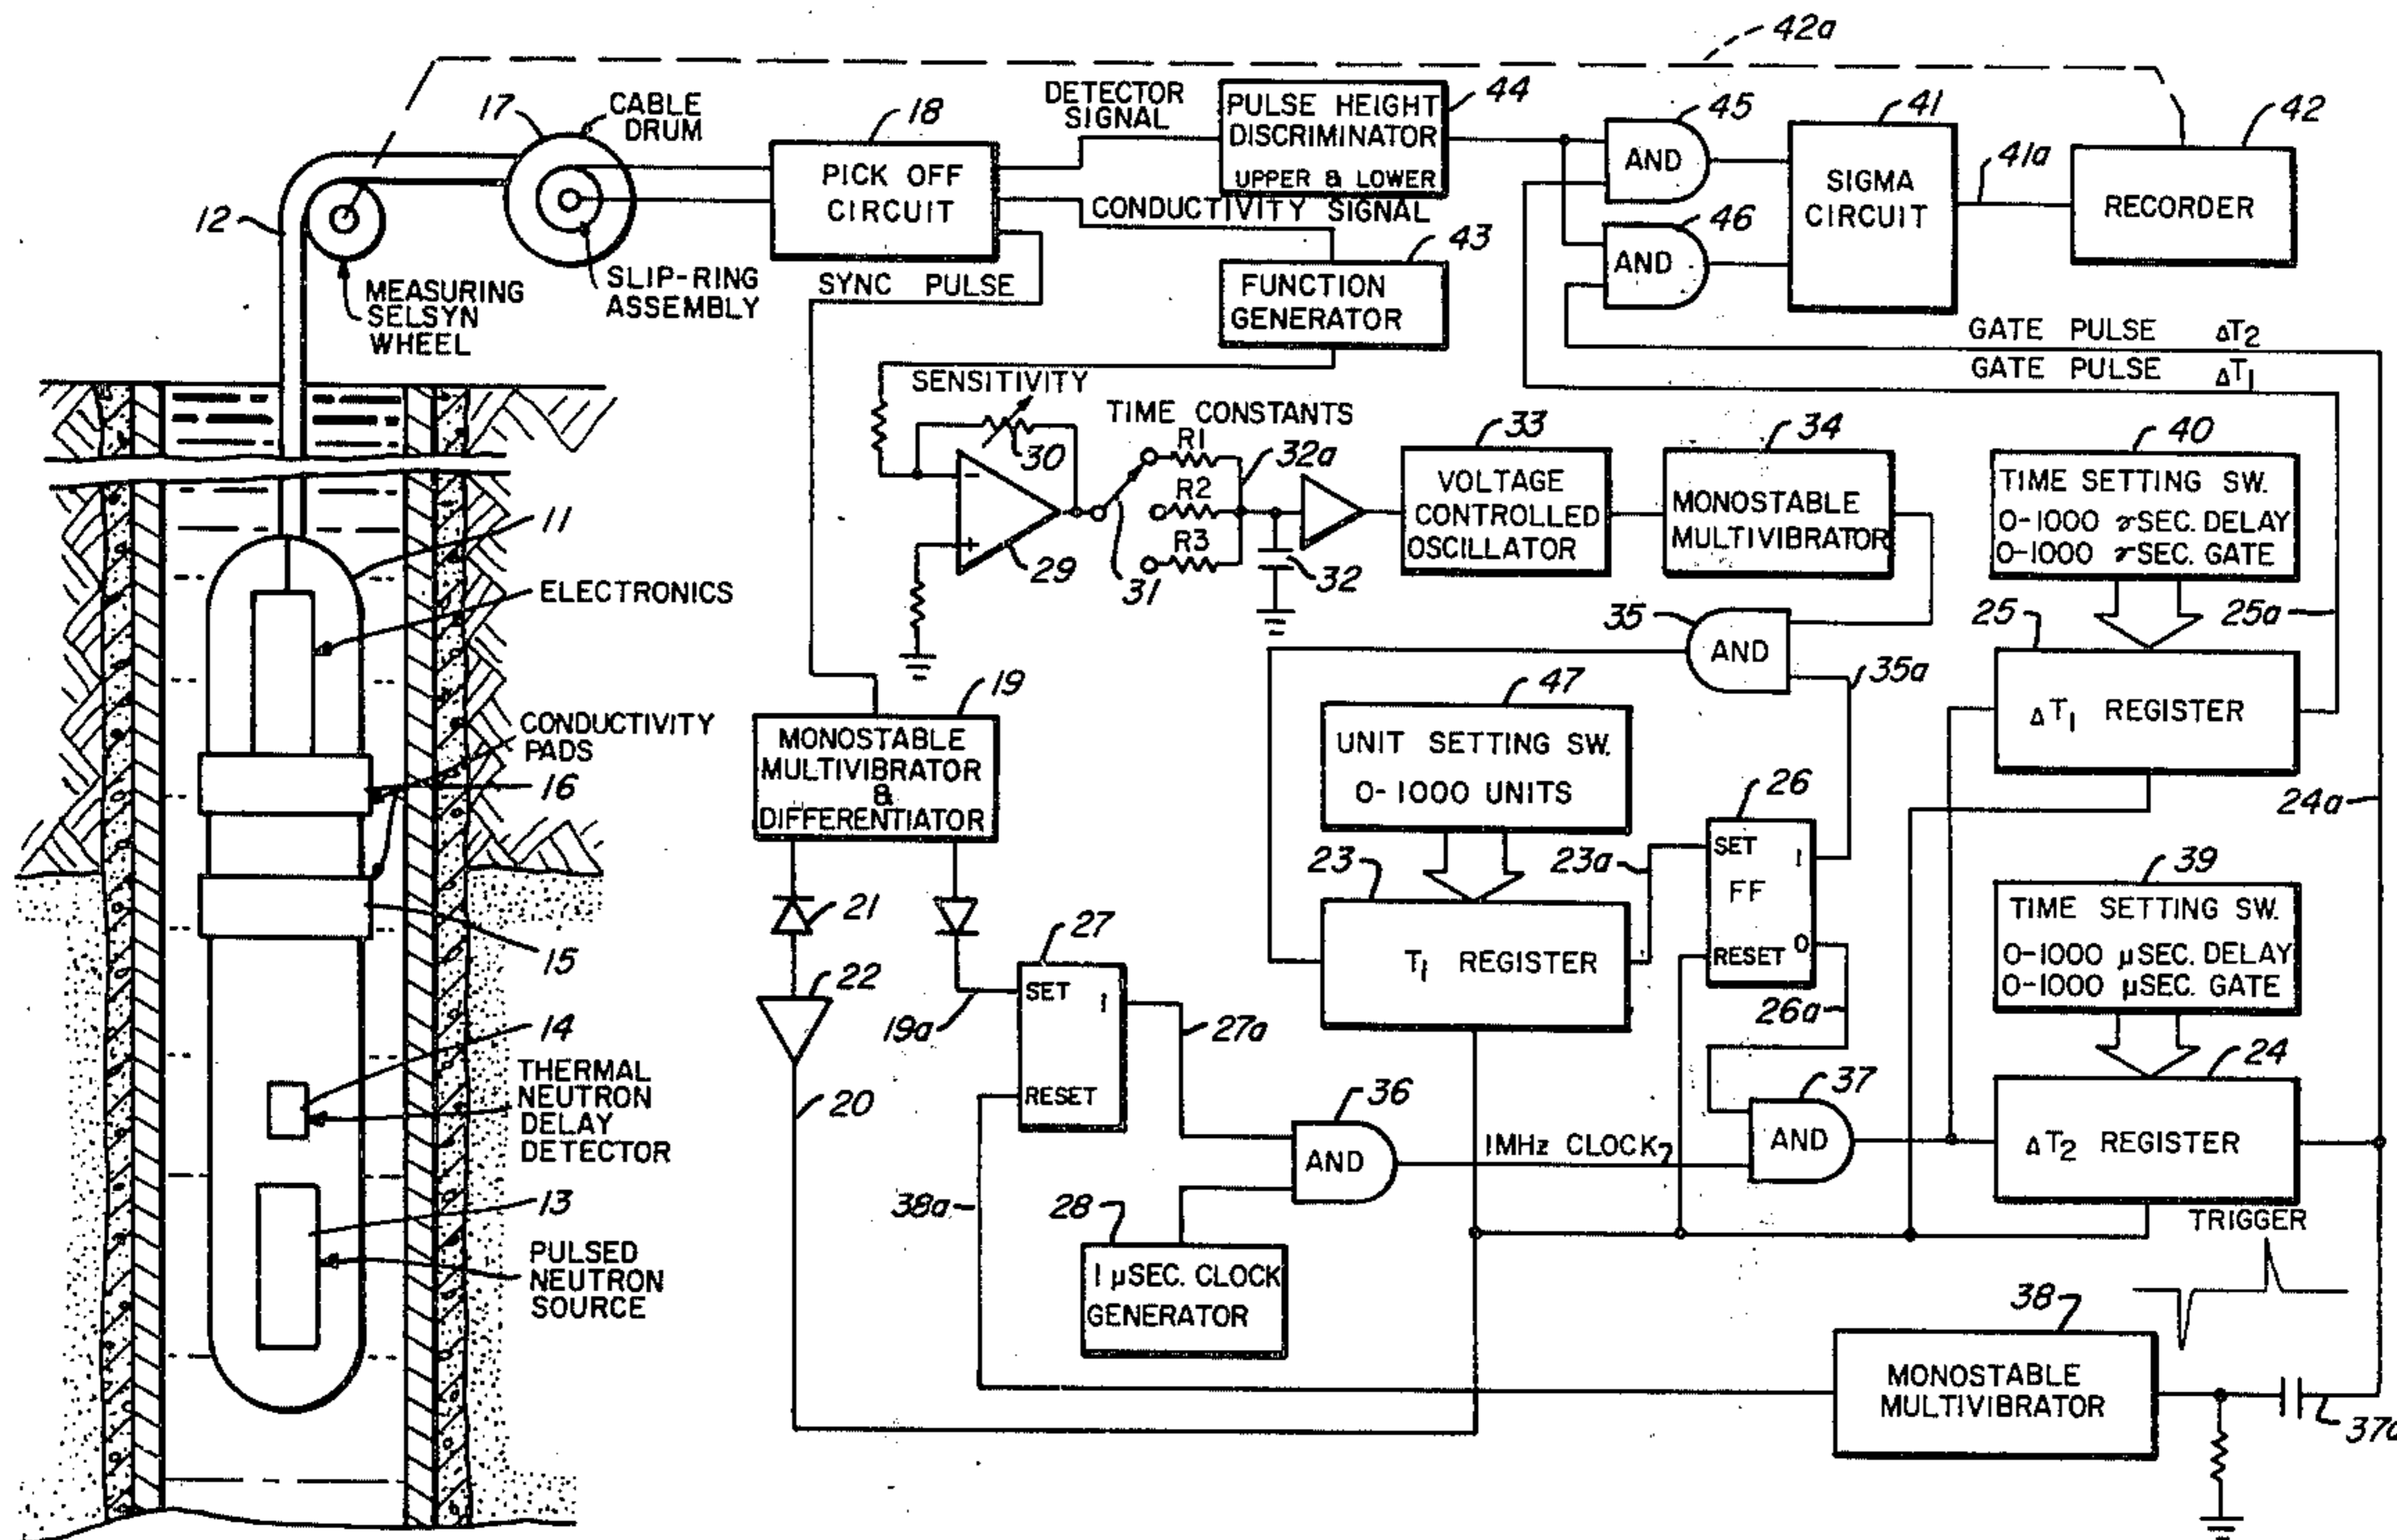 42a
17
CABLE
DRUM
18
DETECTOR
SIGNAL
PULSE HEIGHT
DISCRIMINATOR
UPPER & LOWER
44
45
AND
41
SIGMA
CIRCUIT
41a
42
RECORDER
PICK OFF
CIRCUIT
CONDUCTIVITY SIGNAL
46
AND
12
MEASURING
SELSYN
WHEEL
SLIP-RING
ASSEMBLY
SYNC PULSE
43
FUNCTION
GENERATOR
GATE PULSE ΔT2
GATE PULSE ΔT1
SENSITIVITY
30
TIME CONSTANTS
R1
R2
R3
32a
-
+
29
31
32
33
VOLTAGE
CONTROLLED
OSCILLATOR
34
MONOSTABLE
MULTIVIBRATOR
40
TIME SETTING SW.
0-1000 𝛾SEC. DELAY
0-1000 𝛾SEC. GATE
11
ELECTRONICS
35
AND
35a
25
25a
ΔT1 REGISTER
CONDUCTIVITY
PADS
16
19
MONOSTABLE
MULTIVIBRATOR
&
DIFFERENTIATOR
47
UNIT SETTING SW.
0-1000 UNITS
26
SET
1
FF
0
RESET
24a
15
21
22
19a
27
SET
1
RESET
27a
23
23a
T1 REGISTER
26a
39
TIME SETTING SW.
0-1000 μSEC. DELAY
0-1000 μSEC. GATE
14
THERMAL
NEUTRON
DELAY
DETECTOR
20
36
AND
1MHz CLOCK
37
AND
24
ΔT2 REGISTER
TRIGGER
13
PULSED
NEUTRON
SOURCE
38a
28
1 μSEC. CLOCK
GENERATOR
38
MONOSTABLE
MULTIVIBRATOR
37a